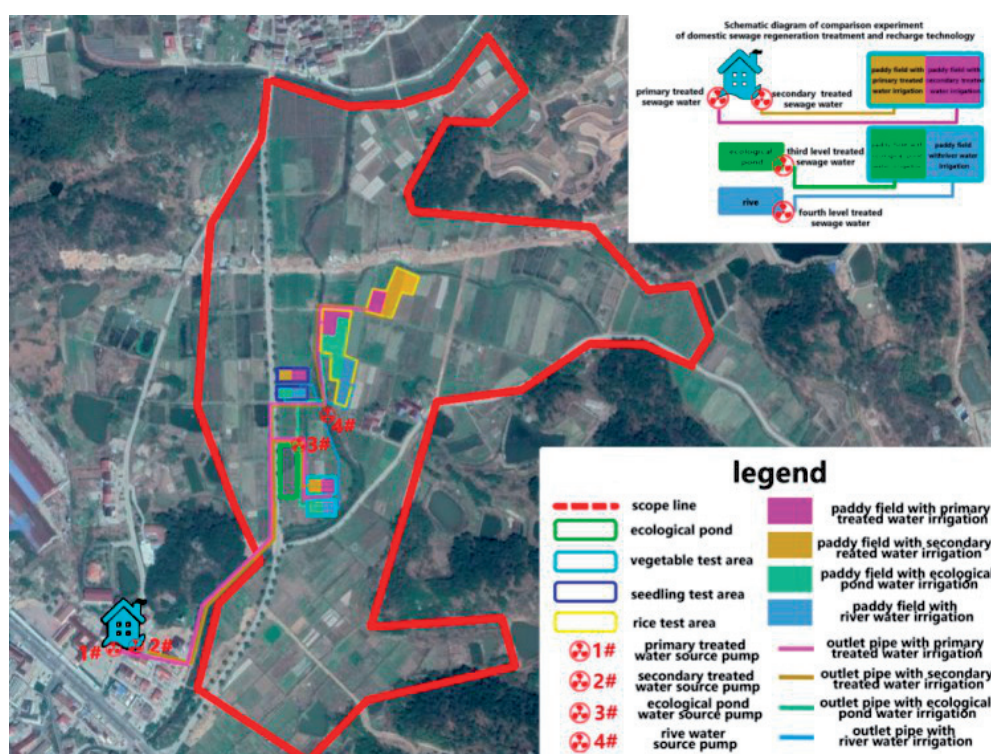 Schematic diagram of comparison experiment
of domestic sewage regeneration treatment and recharge technology
primary treated
sewage water
secondary treated
sewage water
paddy field with
primary treated
water irrigation
paddy field with
secondary treated
water irrigation
ecological
pond
third level treated
sewage water
paddy field
withriver water
irrigation
rive
fourth level treated
sewage water
4#
3#
1#
2#
legend
scope line
ecological pond
vegetable test area
seedling test area
rice test area
1# primary treated
water source pump
2# secondary treated
water source pump
3# ecological pond
water source pump
4# rive water
source pump
paddy field with primary
treated water irrigation
paddy field with secondary
reated water irrigation
paddy field with ecological
pond water irrigation
paddy field with
river water irrigation
outlet pipe with primary
treated water irrigation
outlet pipe with secondary
treated water irrigation
outlet pipe with ecological
pond water irrigation
outlet pipe with
river water irrigation